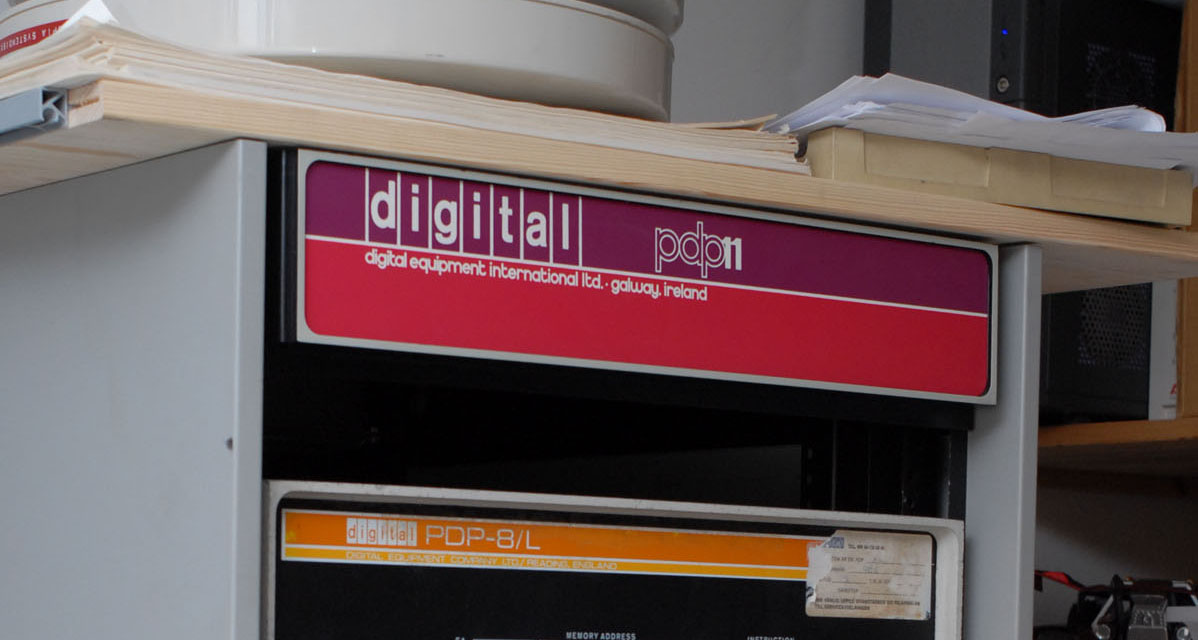 digital pdp11
digital equipment international ltd. · galway, ireland
digital PDP-8/L
DIGITAL EQUIPMENT COMPANY, LTD / READING, ENGLAND
MEMORY ADDRESS
INSTRUCTION